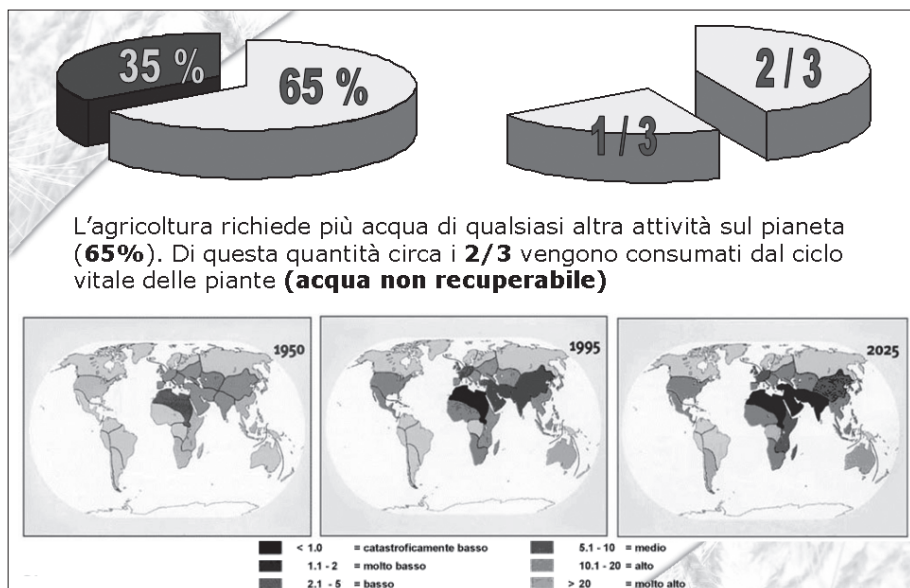 35 %
65 %
1 / 3
2 / 3
L'agricoltura richiede più acqua di qualsiasi altra attività sul pianeta
(65%). Di questa quantità circa i 2/3 vengono consumati dal ciclo
vitale delle piante (acqua non recuperabile)
1950
1995
2025
< 1.0 = catastroficamente basso
1.1 - 2 = molto basso
2.1 - 5 = basso
5.1 - 10 = medio
10.1 - 20 = alto
> 20 = molto alto